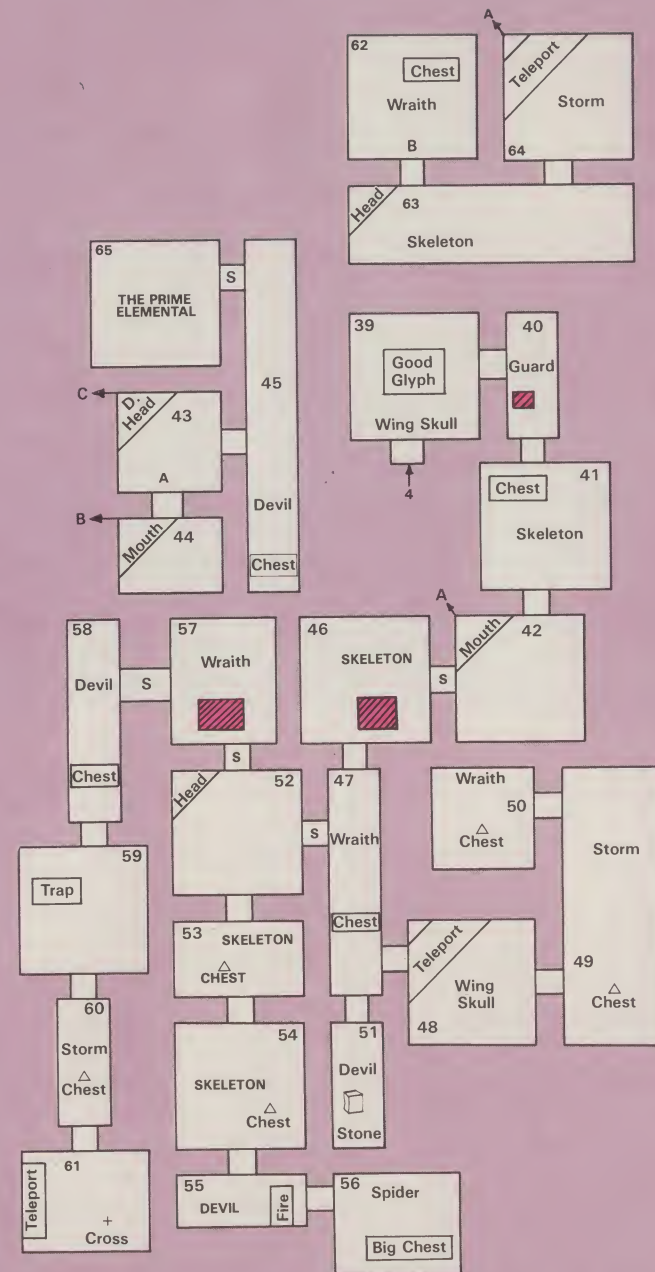 A
62
Chest
Wraith
B
Teleport
Storm
64
Head
63
Skeleton
65
THE PRIME
ELEMENTAL
S
45
Devil
Chest
C
D.
Head
43
A
B
Mouth
44
39
Good
Glyph
Wing Skull
4
40
Guard
Chest
41
Skeleton
A
Mouth
42
58
Devil
Chest
S
57
Wraith
S
46
SKELETON
S
Head
52
S
47
Wraith
Chest
Wraith
50
Chest
Storm
49
Chest
59
Trap
53
SKELETON
CHEST
Teleport
Wing
Skull
48
60
Storm
Chest
54
SKELETON
Chest
51
Devil
Stone
61
Teleport
Cross
55
DEVIL
Fire
56
Spider
Big Chest